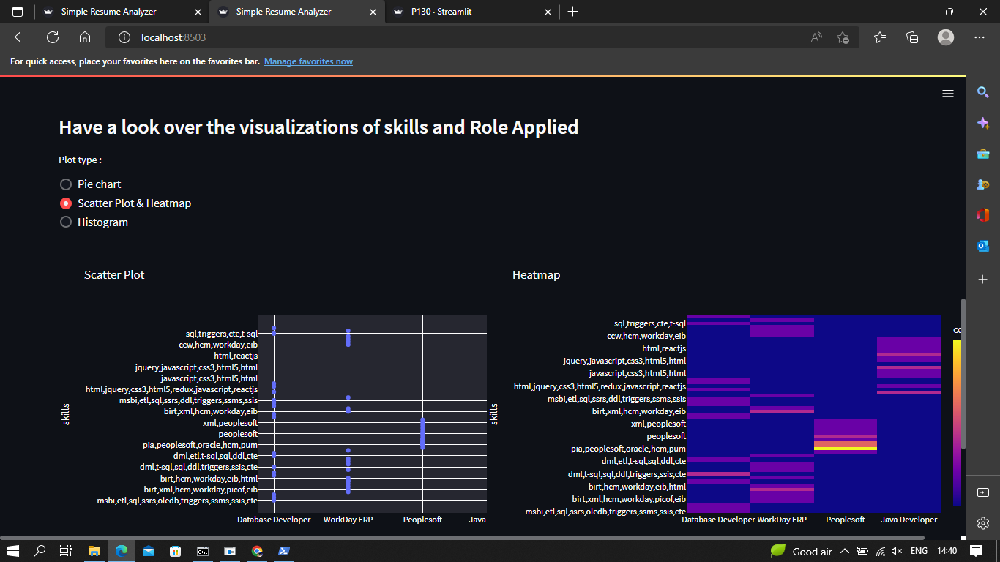 Simple Resume Analyzer
Simple Resume Analyzer
P130 · Streamlit
localhost:8503
For quick access, place your favorites here on the favorites bar. Manage favorites now
Have a look over the visualizations of skills and Role Applied
Plot type :
Pie chart
Scatter Plot & Heatmap
Histogram
Scatter Plot
skills
sql,triggers,cte,t-sql
ccw,hcm,workday,eib
html,reactjs
jquery,javascript,css3,html5,html
javascript,css3,html5,html
html,jquery,css3,html5,redux,javascript,reactjs
msbi,etl,sql,ssrs,ddl,triggers,ssms,ssis
birt,xml,hcm,workday,eib
xml,peoplesoft
peoplesoft
pia,peoplesoft,oracle,hcm,pum
dml,etl,t-sql,sql,ddl,cte
dml,t-sql,sql,ddl,triggers,ssis,cte
birt,hcm,workday,eib,html
birt,xml,hcm,workday,picof,eib
msbi,etl,sql,ssrs,oledb,triggers,ssms,ssis,cte
Database Developer WorkDay ERP Peoplesoft Java
Heatmap
skills
sql,triggers,cte,t-sql
ccw,hcm,workday,eib
html,reactjs
jquery,javascript,css3,html5,html
javascript,css3,html5,html
html,jquery,css3,html5,redux,javascript,reactjs
msbi,etl,sql,ssrs,ddl,triggers,ssms,ssis
birt,xml,hcm,workday,eib
xml,peoplesoft
peoplesoft
pia,peoplesoft,oracle,hcm,pum
dml,etl,t-sql,sql,ddl,cte
dml,t-sql,sql,ddl,triggers,ssis,cte
birt,hcm,workday,eib,html
birt,xml,hcm,workday,picof,eib
msbi,etl,sql,ssrs,oledb,triggers,ssms,ssis,cte
Database Developer WorkDay ERP Peoplesoft Java Developer
Good air
ENG
14:40